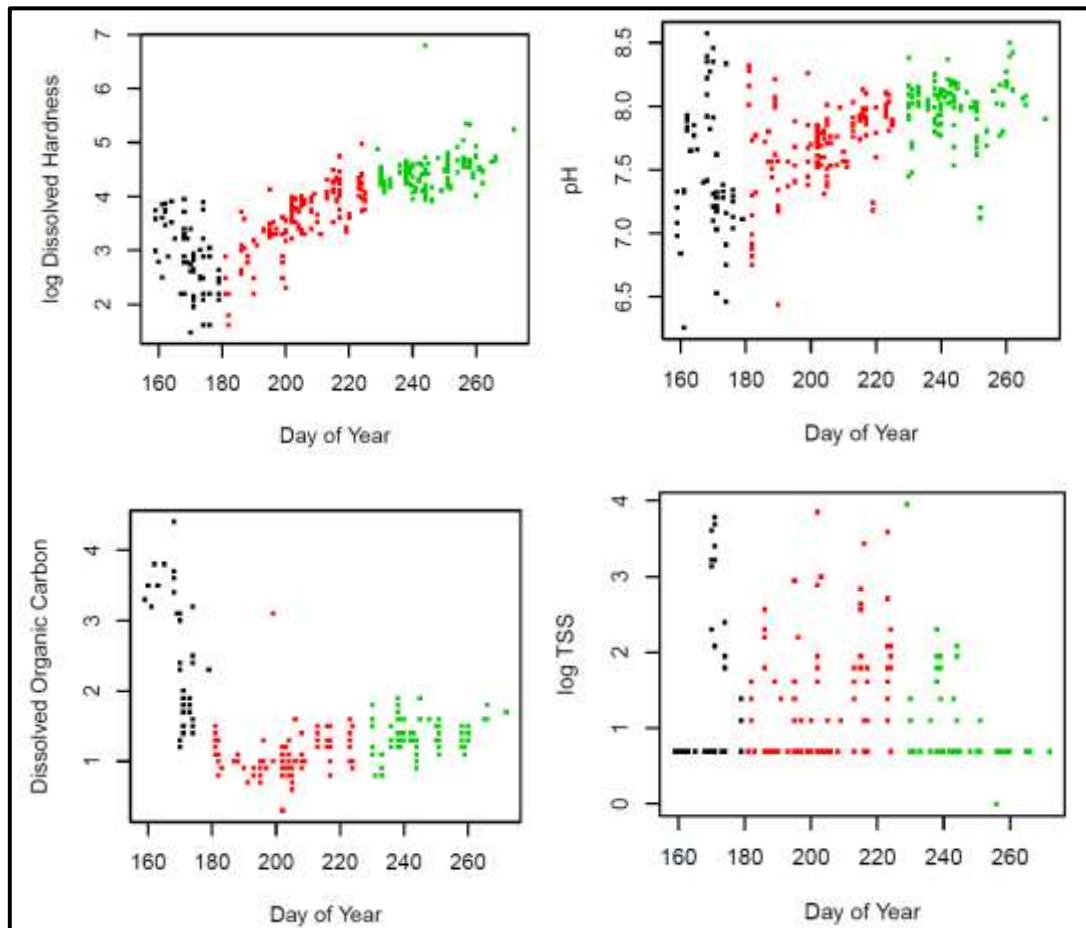 log Dissolved Hardness
7
6
5
4
3
2
160 180 200 220 240 260
Day of Year
pH
8.5
8.0
7.5
7.0
6.5
160 180 200 220 240 260
Day of Year
Dissolved Organic Carbon
4
3
2
1
160 180 200 220 240 260
Day of Year
log TSS
4
3
2
1
0
160 180 200 220 240 260
Day of Year